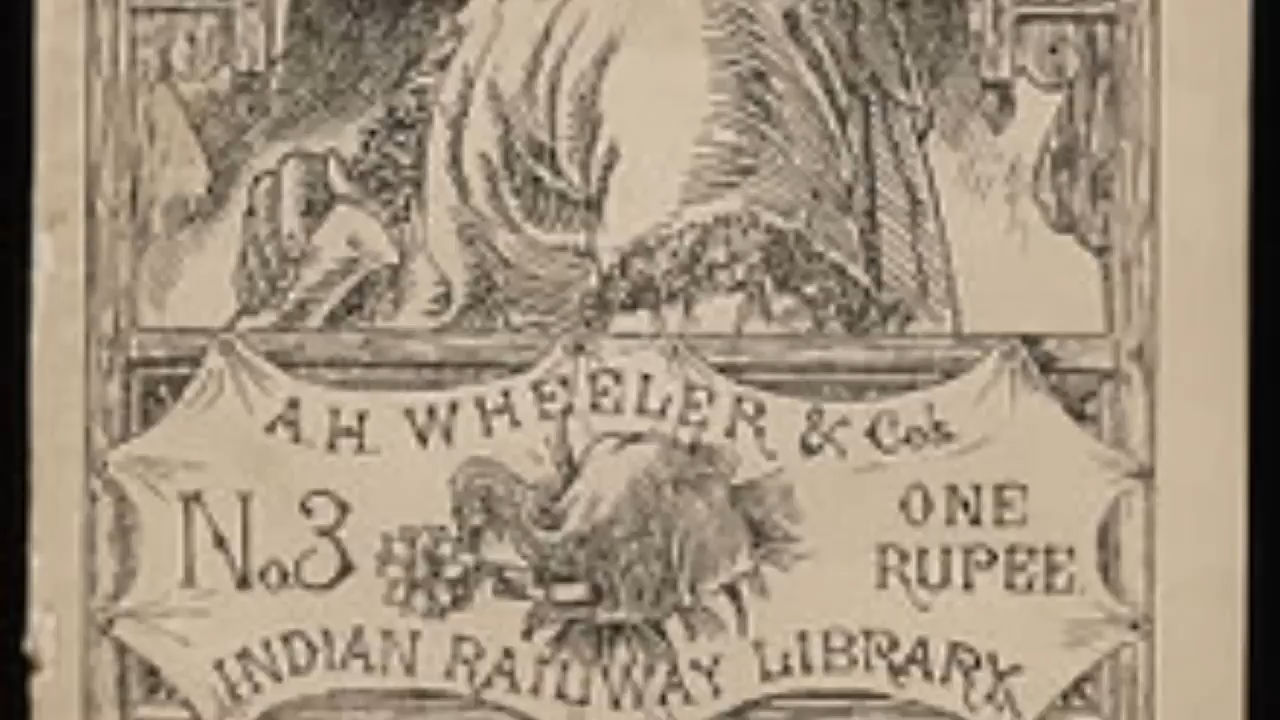 A.H. WHEELER & Co's
No. 3
ONE
RUPEE
INDIAN RAILWAY LIBRARY.